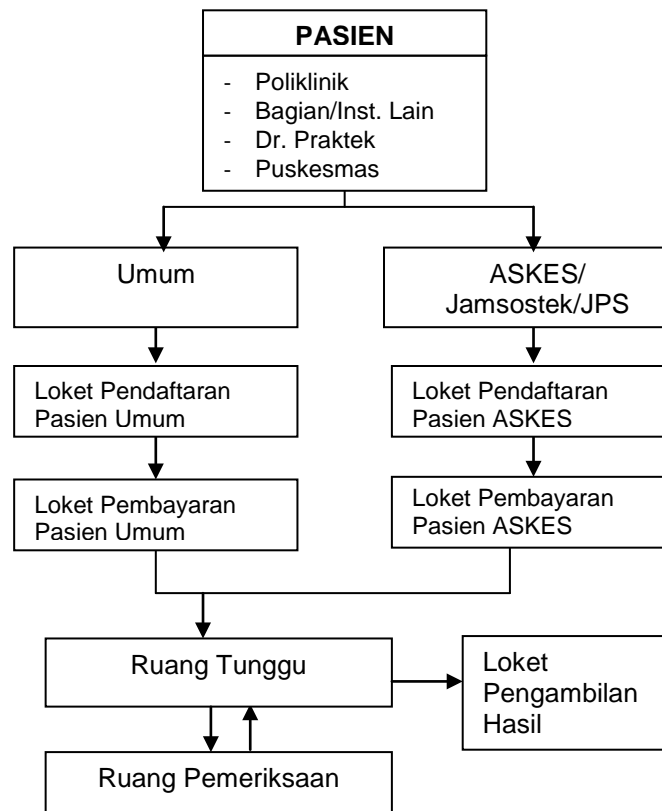 PASIEN
- Poliklinik
- Bagian/Inst. Lain
- Dr. Praktek
- Puskesmas
Umum
ASKES/
Jamsostek/JPS
Loket Pendaftaran
Pasien Umum
Loket Pendaftaran
Pasien ASKES
Loket Pembayaran
Pasien Umum
Loket Pembayaran
Pasien ASKES
Ruang Tunggu
Loket
Pengambilan
Hasil
Ruang Pemeriksaan